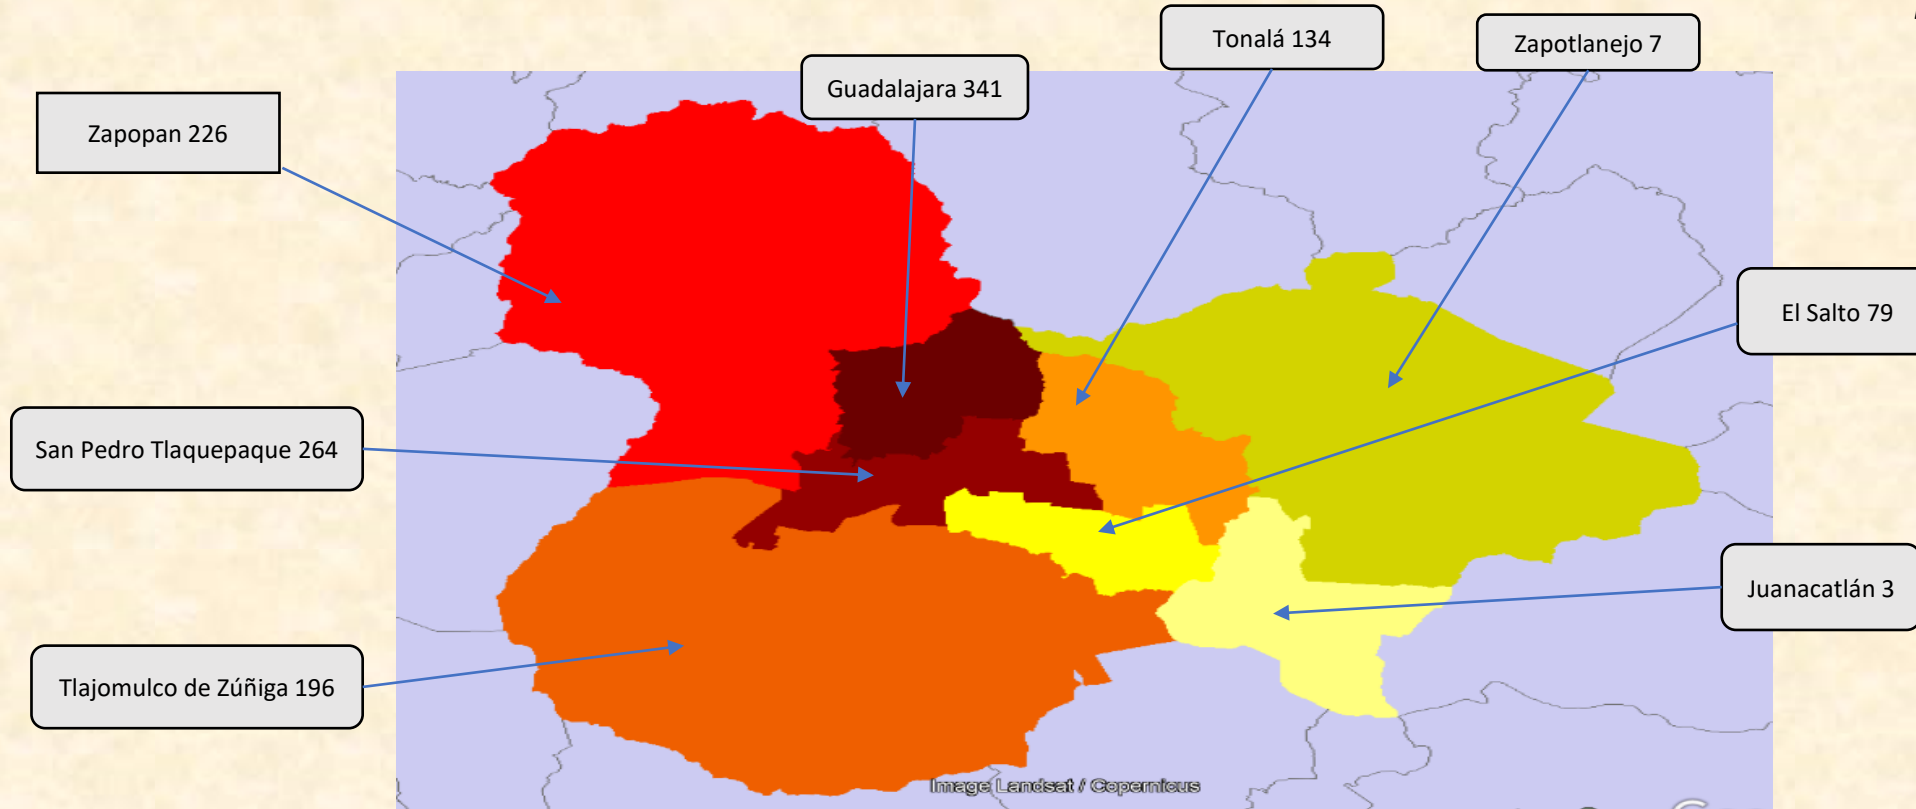 Tonalá 134
Zapotlanejo 7
Guadalajara 341
Zapopan 226
El Salto 79
San Pedro Tlaquepaque 264
Juanacatlán 3
Tlajomulco de Zúñiga 196
Image Landsat / Copernicus